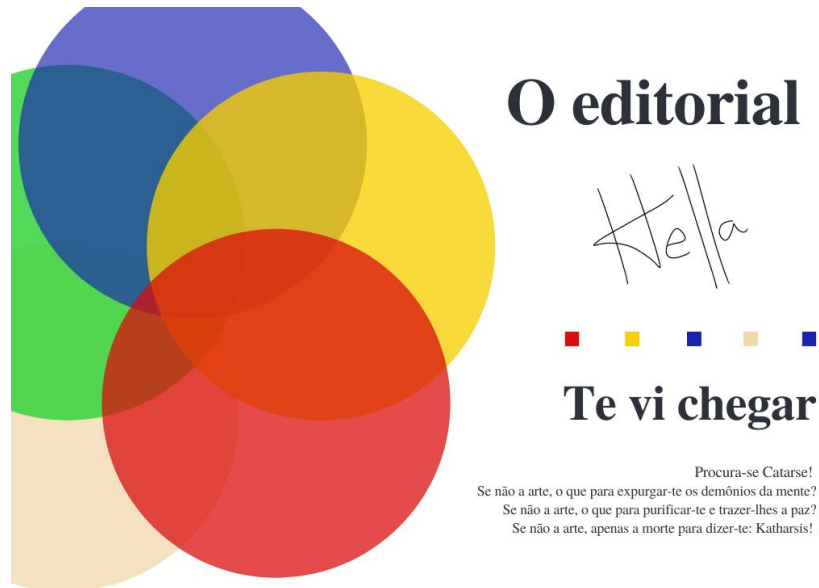 O editorial
Hella
Te vi chegar
Procura-se Catarse!
Se não a arte, o que para expurgar-te os demônios da mente?
Se não a arte, o que para purificar-te e trazer-lhes a paz?
Se não a arte, apenas a morte para dizer-te: Katharsis!